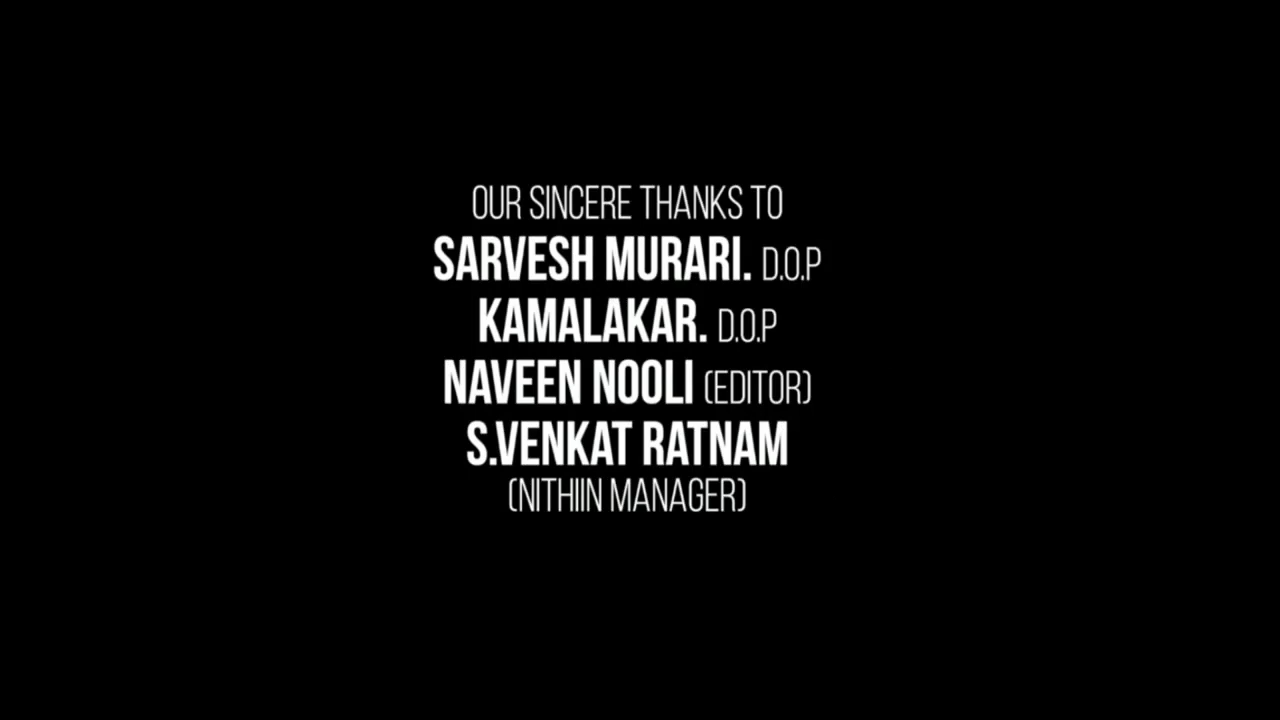 OUR SINCERE THANKS TO
SARVESH MURARI. D.O.P
KAMALAKAR. D.O.P
NAVEEN NOOLI (EDITOR)
S.VENKAT RATNAM
(NITHIIN MANAGER)